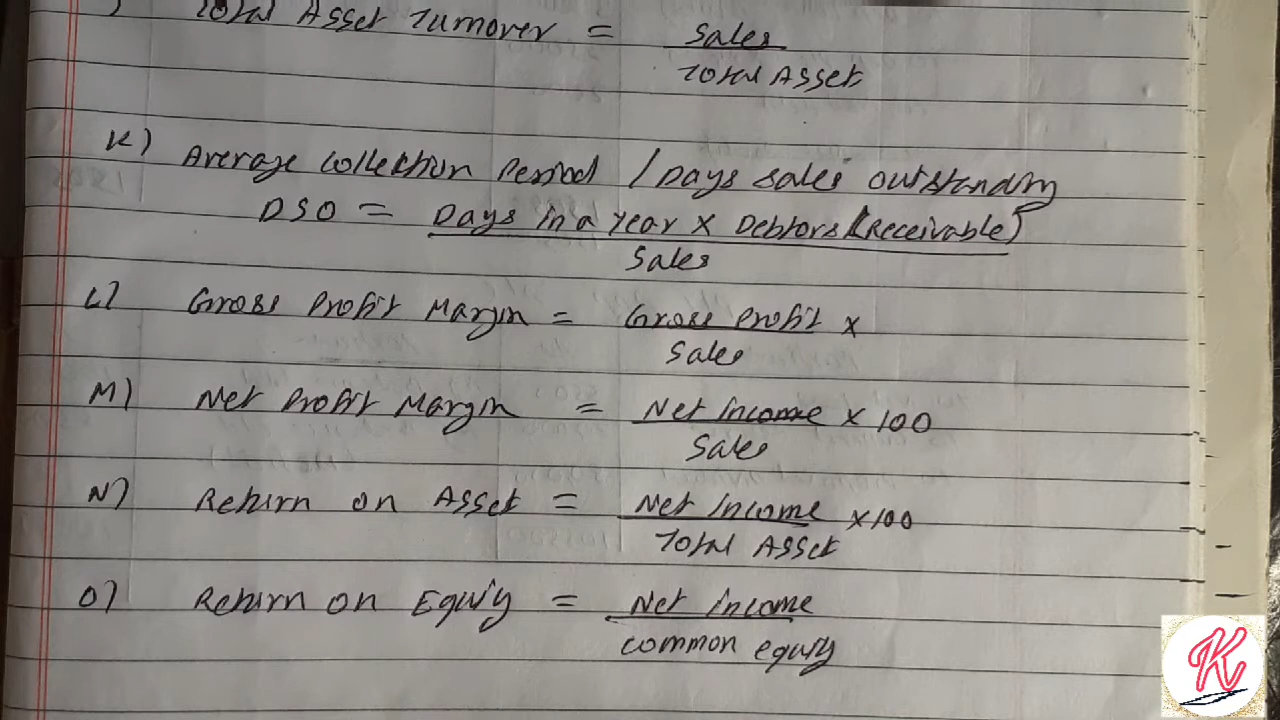 ) Total Asset Turnover = Sales
Total Asset
K) Average Collection Period / Days sales outstanding
DSO = Days in a year × Debtors (Receivable)
Sales
L) Gross Profit Margin = Gross Profit ×
Sales
M) Net Profit Margin = Net Income × 100
Sales
N) Return on Asset = Net Income ×100
Total Asset
O) Return on Equity = Net income
common equity
K